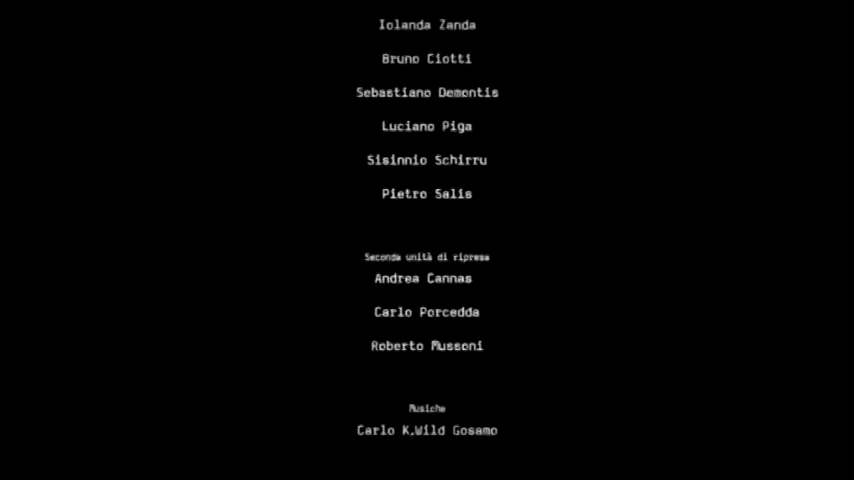 Iolanda Zanda
Bruno Ciotti
Sebastiano Demontis
Luciano Piga
Sisinnio Schirru
Pietro Salis
Seconda unità di ripresa
Andrea Cannas
Carlo Porcedda
Roberto Mussoni
Musiche
Carlo K,Wild Gosamo